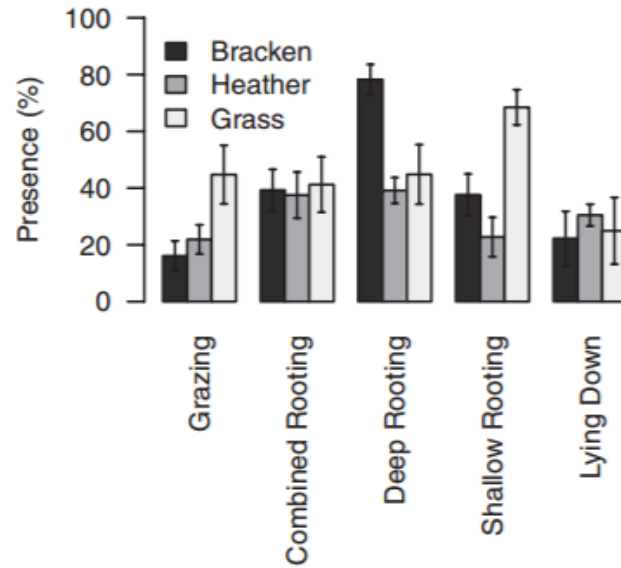 100
80
60
40
20
0
Presence (%)
Bracken
Heather
Grass
Grazing
Combined Rooting
Deep Rooting
Shallow Rooting
Lying Down